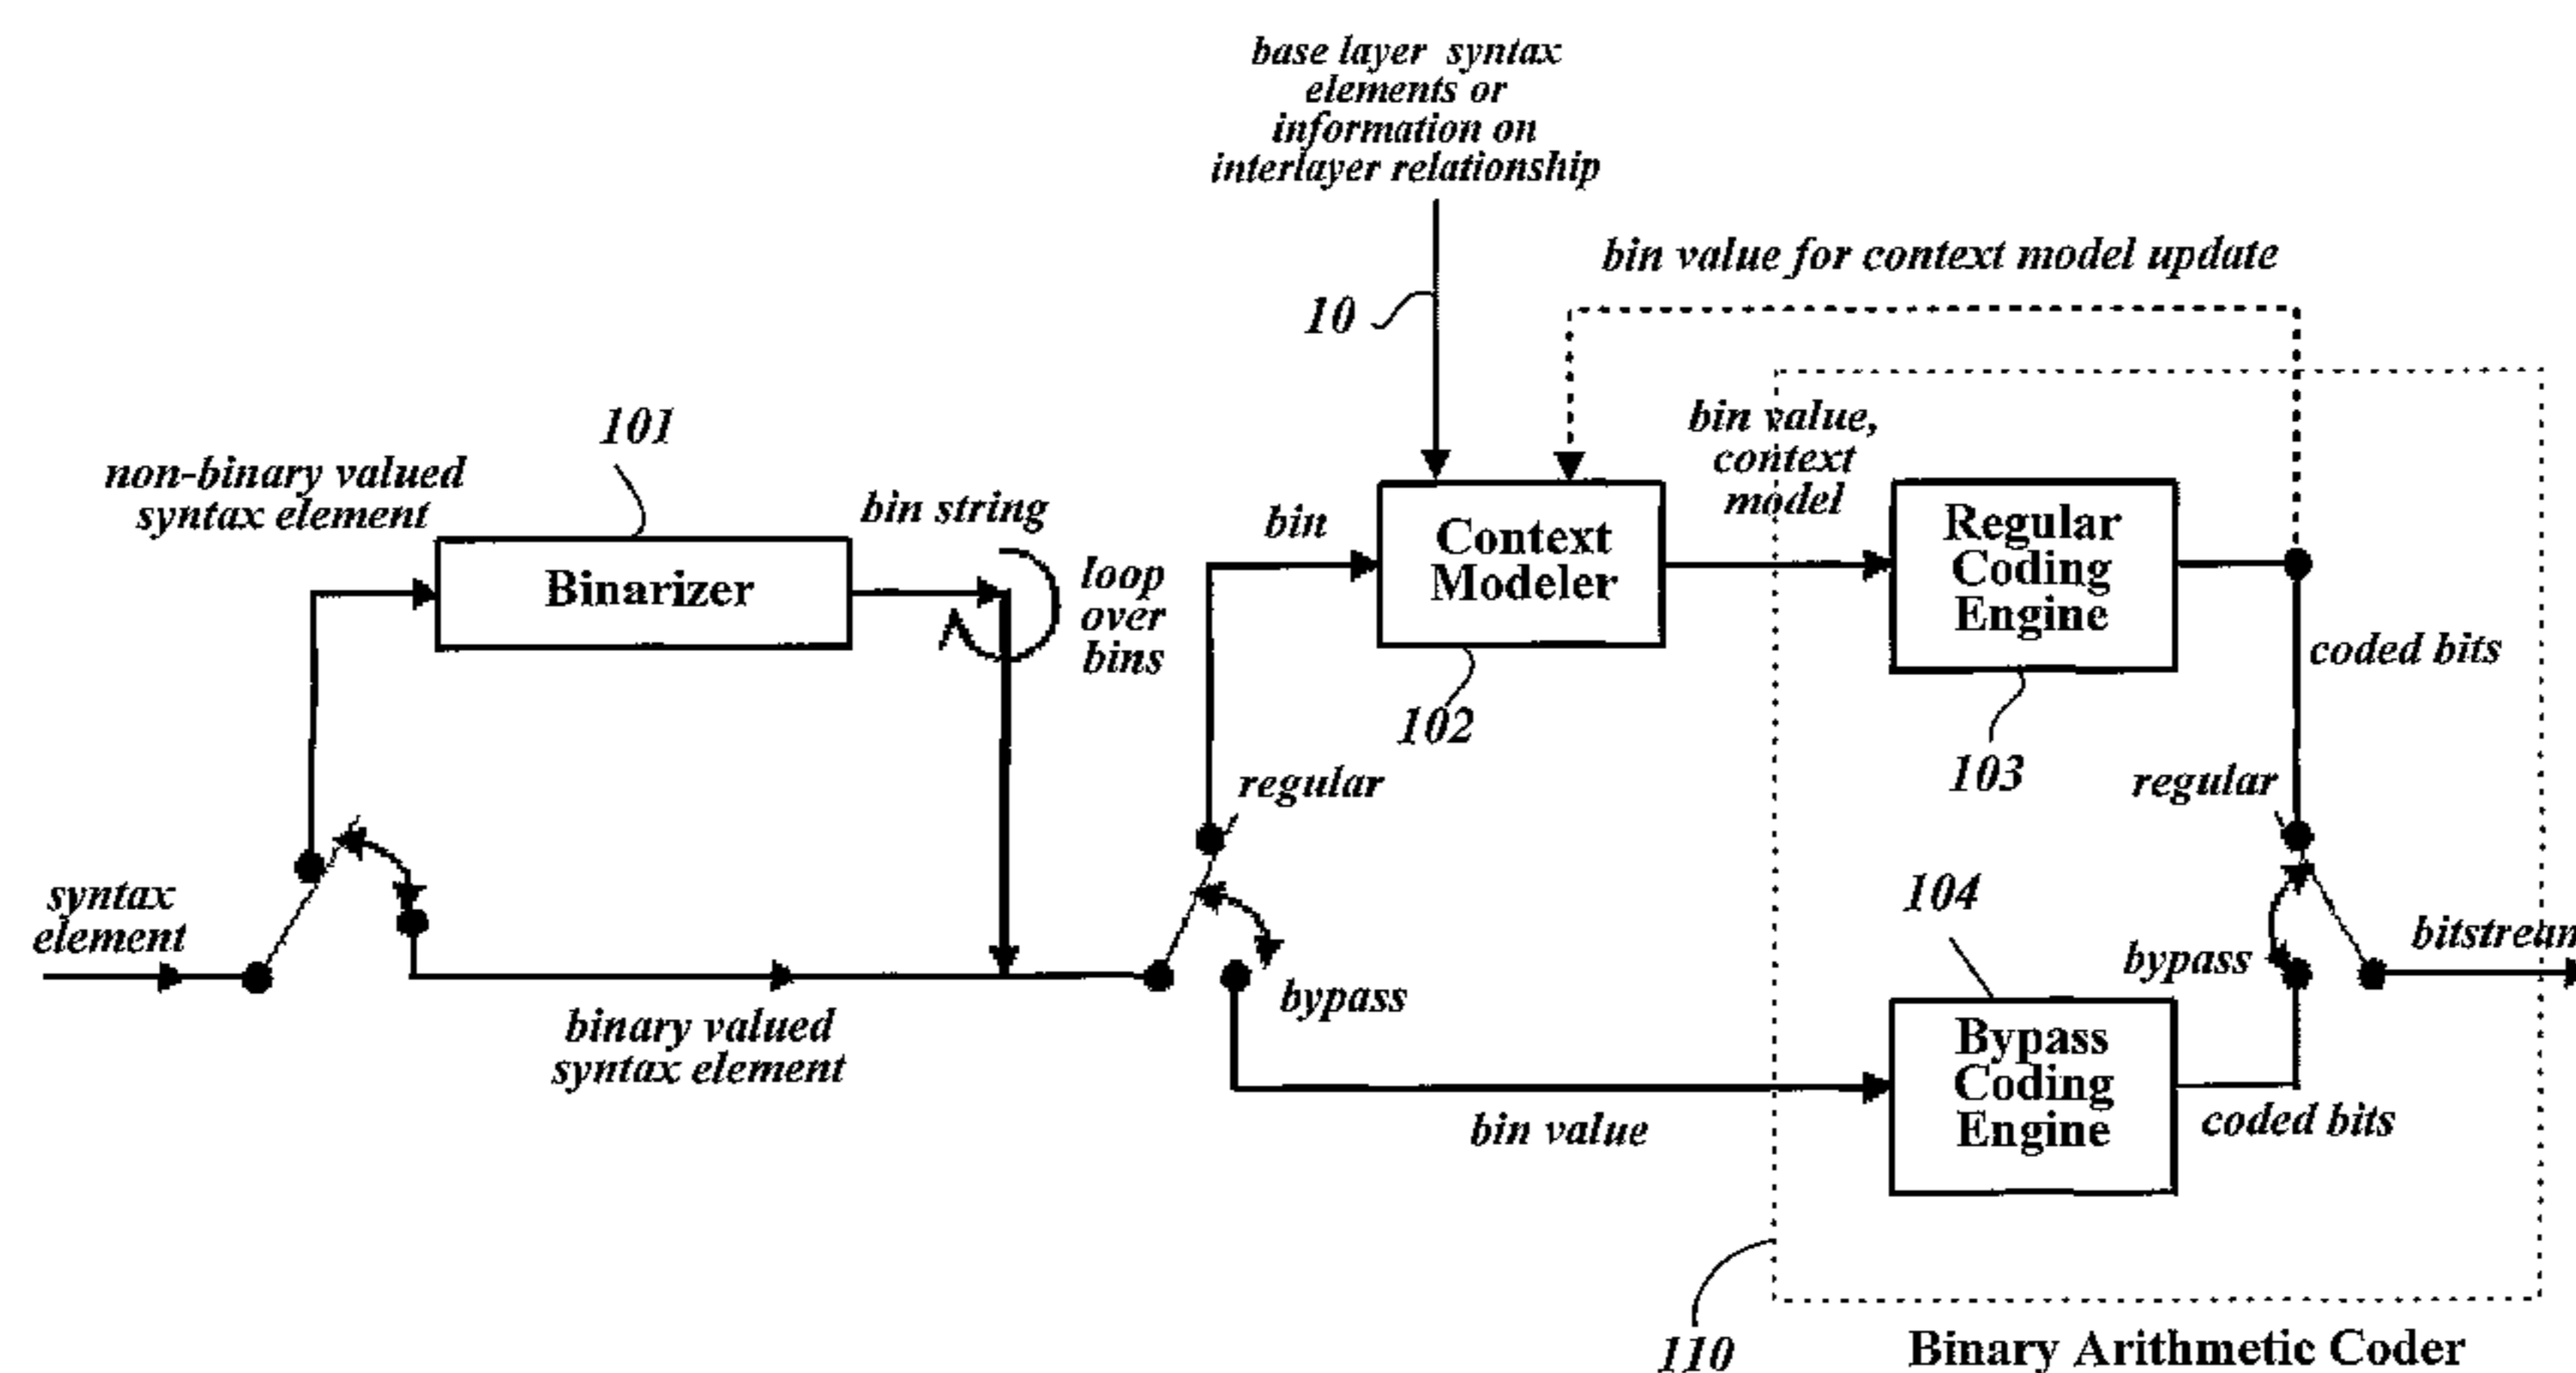 base layer syntax
elements or
information on
interlayer relationship
bin value for context model update
10
101
non-binary valued
syntax element
bin string
Binarizer
loop
over
bins
bin
Context
Modeler
102
bin value,
context
model
Regular
Coding
Engine
103
coded bits
regular
regular
syntax
element
binary valued
syntax element
bypass
bin value
104
Bypass
Coding
Engine
bypass
coded bits
bitstream
110
Binary Arithmetic Coder